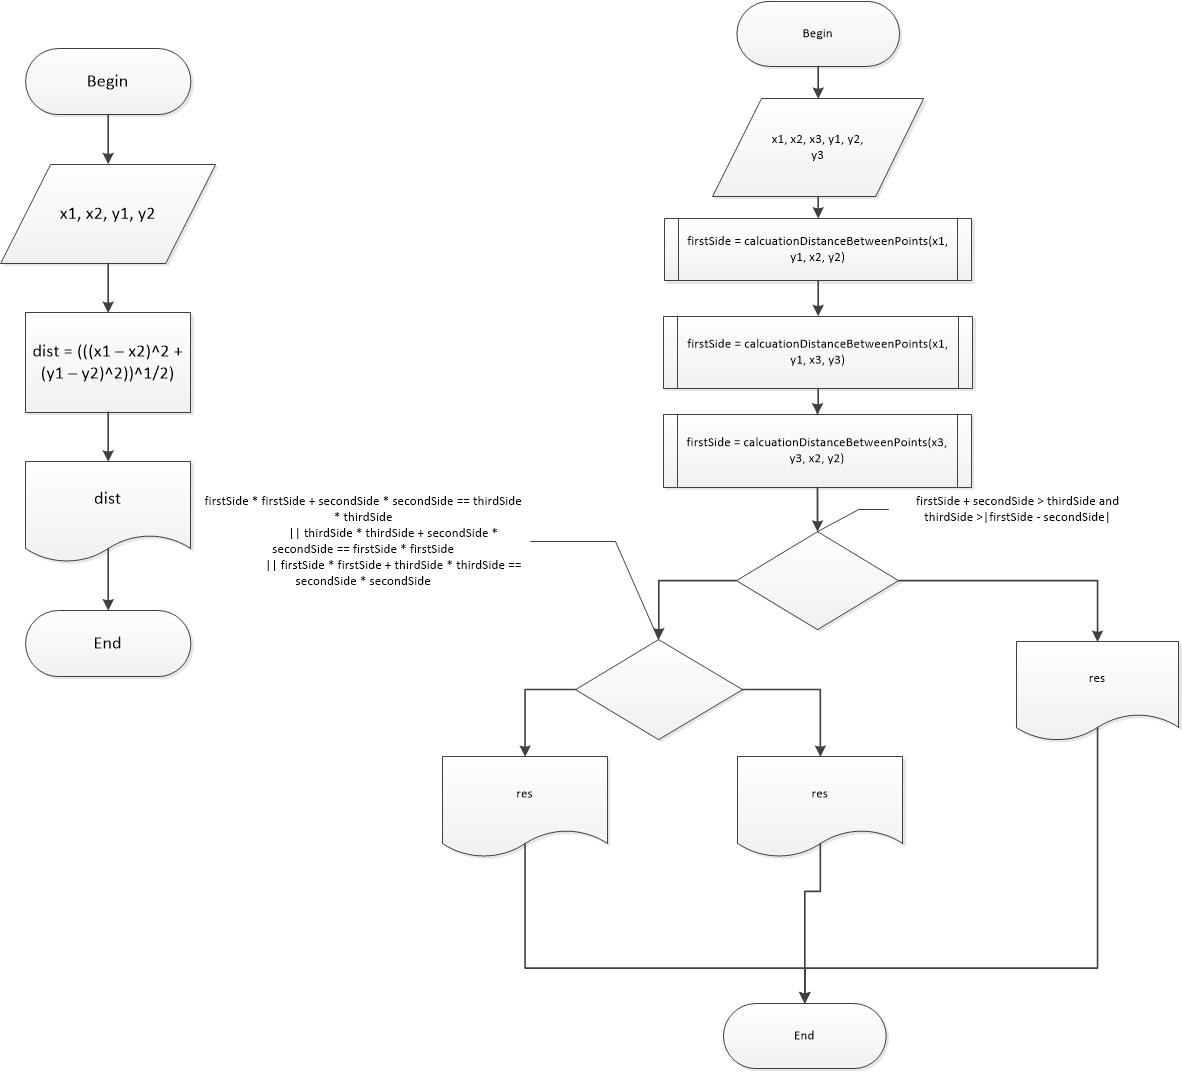 Begin
x1, x2, y1, y2
dist = (((x1 – x2)^2 +
(y1 – y2)^2))^1/2)
dist
End
Begin
x1, x2, x3, y1, y2,
y3
firstSide = calcuationDistanceBetweenPoints(x1,
y1, x2, y2)
firstSide = calcuationDistanceBetweenPoints(x1,
y1, x3, y3)
firstSide = calcuationDistanceBetweenPoints(x3,
y3, x2, y2)
firstSide + secondSide > thirdSide and
thirdSide >|firstSide - secondSide|
firstSide * firstSide + secondSide * secondSide == thirdSide
* thirdSide
|| thirdSide * thirdSide + secondSide *
secondSide == firstSide * firstSide
|| firstSide * firstSide + thirdSide * thirdSide ==
secondSide * secondSide
res
res
res
End